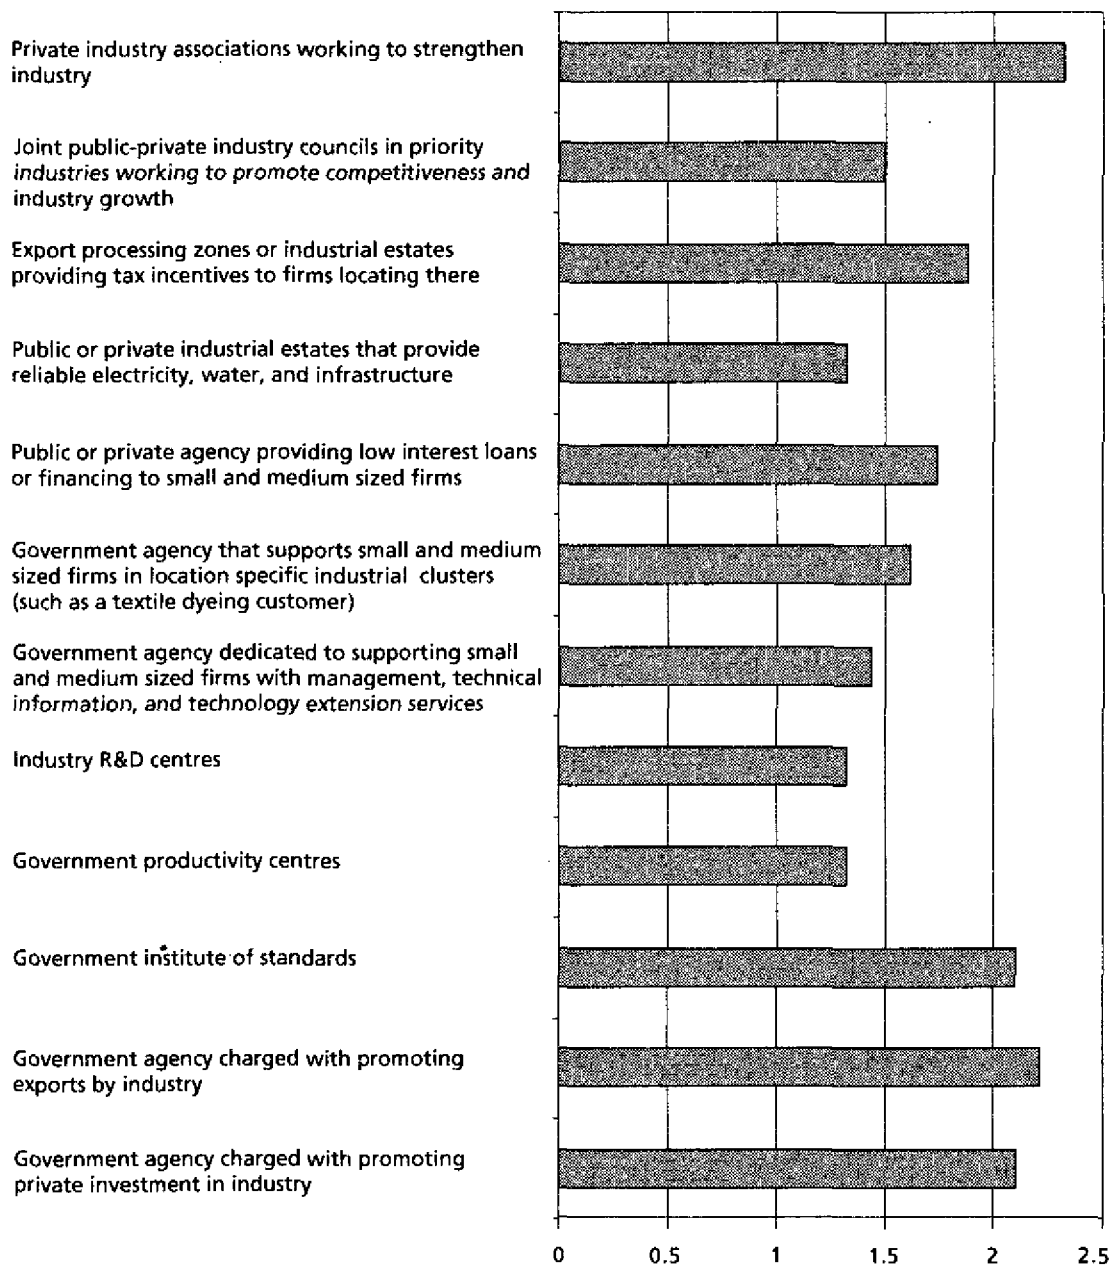 Private industry associations working to strengthen
industry
Joint public-private industry councils in priority
industries working to promote competitiveness and
industry growth
Export processing zones or industrial estates
providing tax incentives to firms locating there
Public or private industrial estates that provide
reliable electricity, water, and infrastructure
Public or private agency providing low interest loans
or financing to small and medium sized firms
Government agency that supports small and medium
sized firms in location specific industrial clusters
(such as a textile dyeing customer)
Government agency dedicated to supporting small
and medium sized firms with management, technical
information, and technology extension services
Industry R&D centres
Government productivity centres
Government institute of standards
Government agency charged with promoting
exports by industry
Government agency charged with promoting
private investment in industry
0 0.5 1 1.5 2 2.5